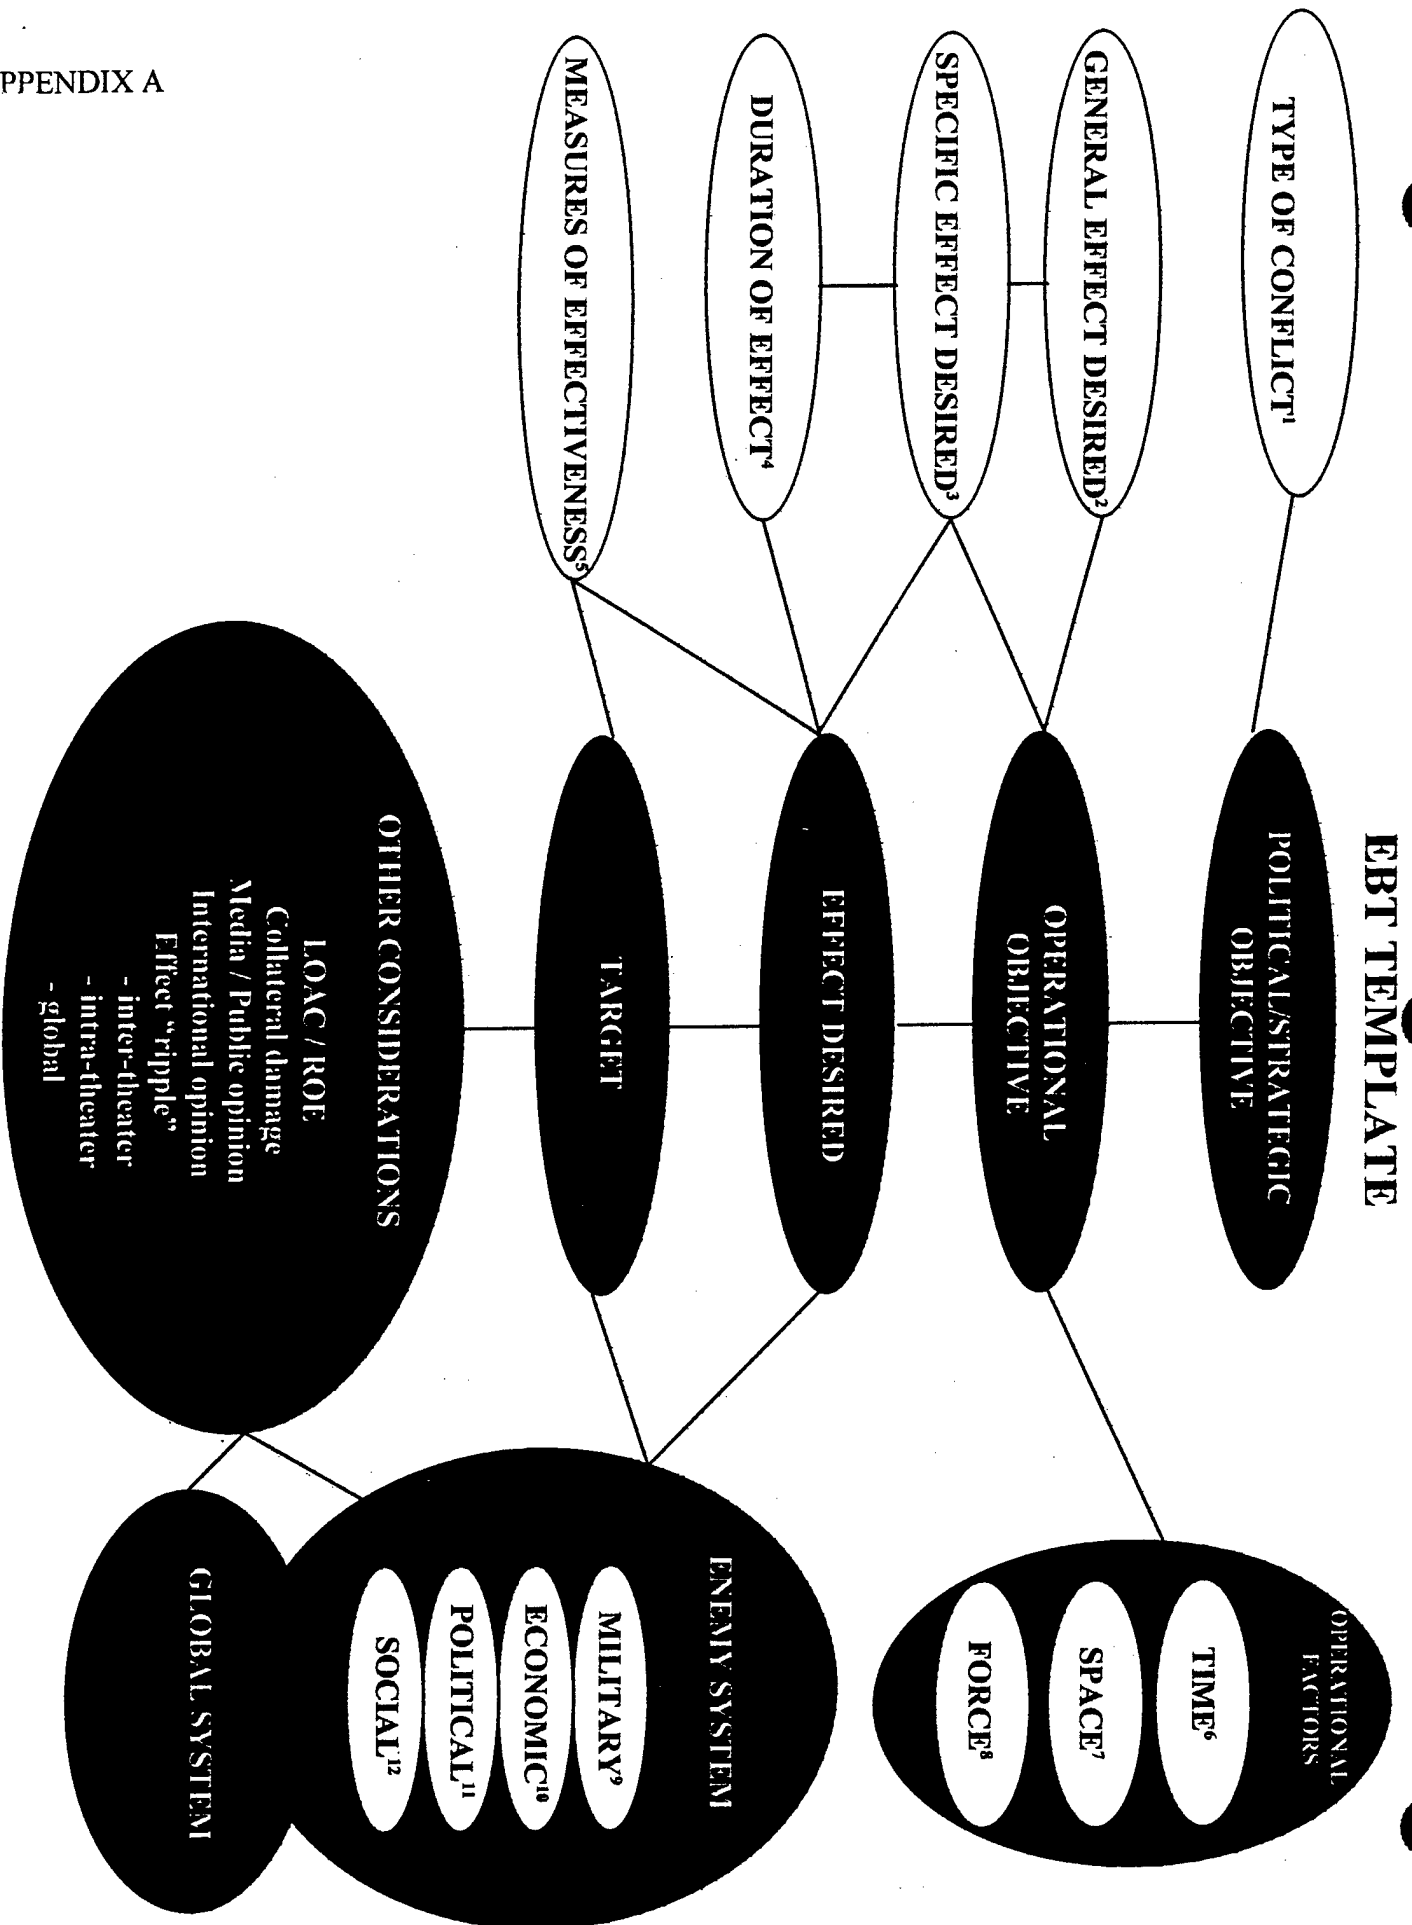 PPENDIX A
EBT TEMPLATE
TYPE OF CONFLICT¹
GENERAL EFFECT DESIRED²
SPECIFIC EFFECT DESIRED³
DURATION OF EFFECT⁴
MEASURES OF EFFECTIVENESS⁵
POLITICAL/STRATEGIC
OBJECTIVE
OPERATIONAL
OBJECTIVE
EFFECT DESIRED
TARGET
OTHER CONSIDERATIONS
LOAC / ROE
Collateral damage
Media / Public opinion
International opinion
Effect “ripple”
- inter-theater
- intra-theater
- global
OPERATIONAL
FACTORS
TIME⁶
SPACE⁷
FORCE⁸
ENEMY SYSTEM
MILITARY⁹
ECONOMIC¹⁰
POLITICAL¹¹
SOCIAL¹²
GLOBAL SYSTEM